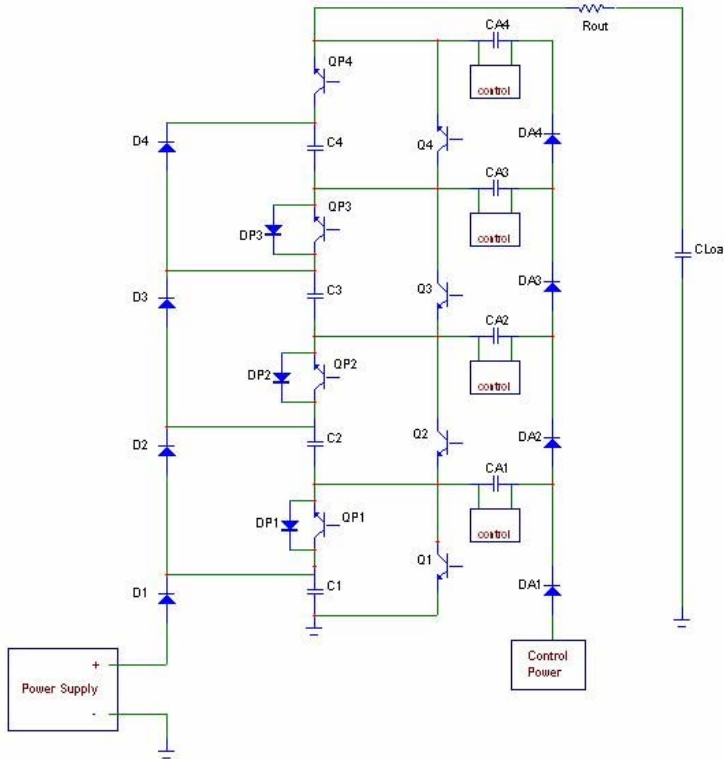 CA4
Rout
control
QP4
D4
C4
Q4
DA4
CA3
control
QP3
DP3
CLoa
D3
C3
Q3
DA3
CA2
control
QP2
DP2
D2
C2
Q2
DA2
CA1
control
QP1
DP1
D1
C1
Q1
DA1
+
Power Supply
-
Control
Power